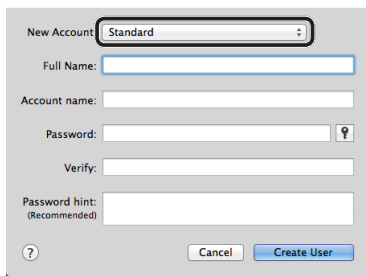 New Account: Standard
Full Name:
Account name:
Password:
Verify:
Password hint:
(Recommended)
? Cancel Create User